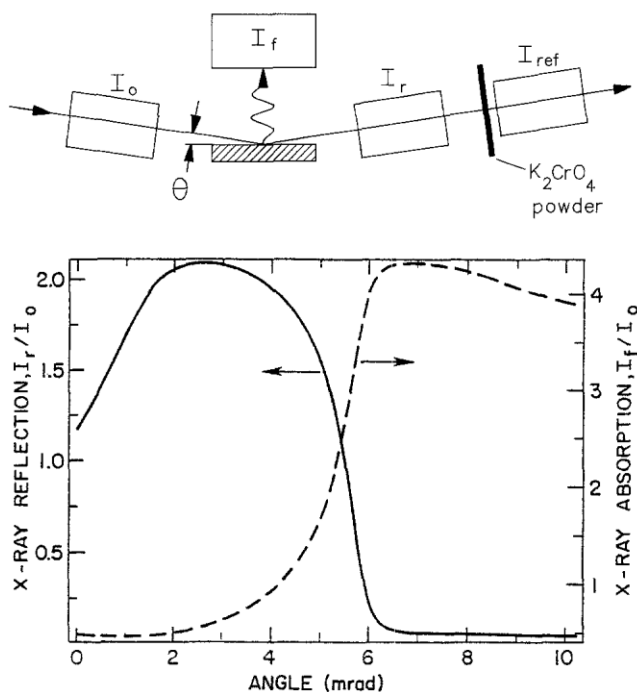 I_f
I_o
I_r
I_ref
θ
K₂CrO₄
powder
X-RAY REFLECTION, I_r/I_o
2.0
1.5
1.0
0.5
4
3
2
1
X-RAY ABSORPTION, I_f/I_o
0 2 4 6 8 10
ANGLE (mrad)